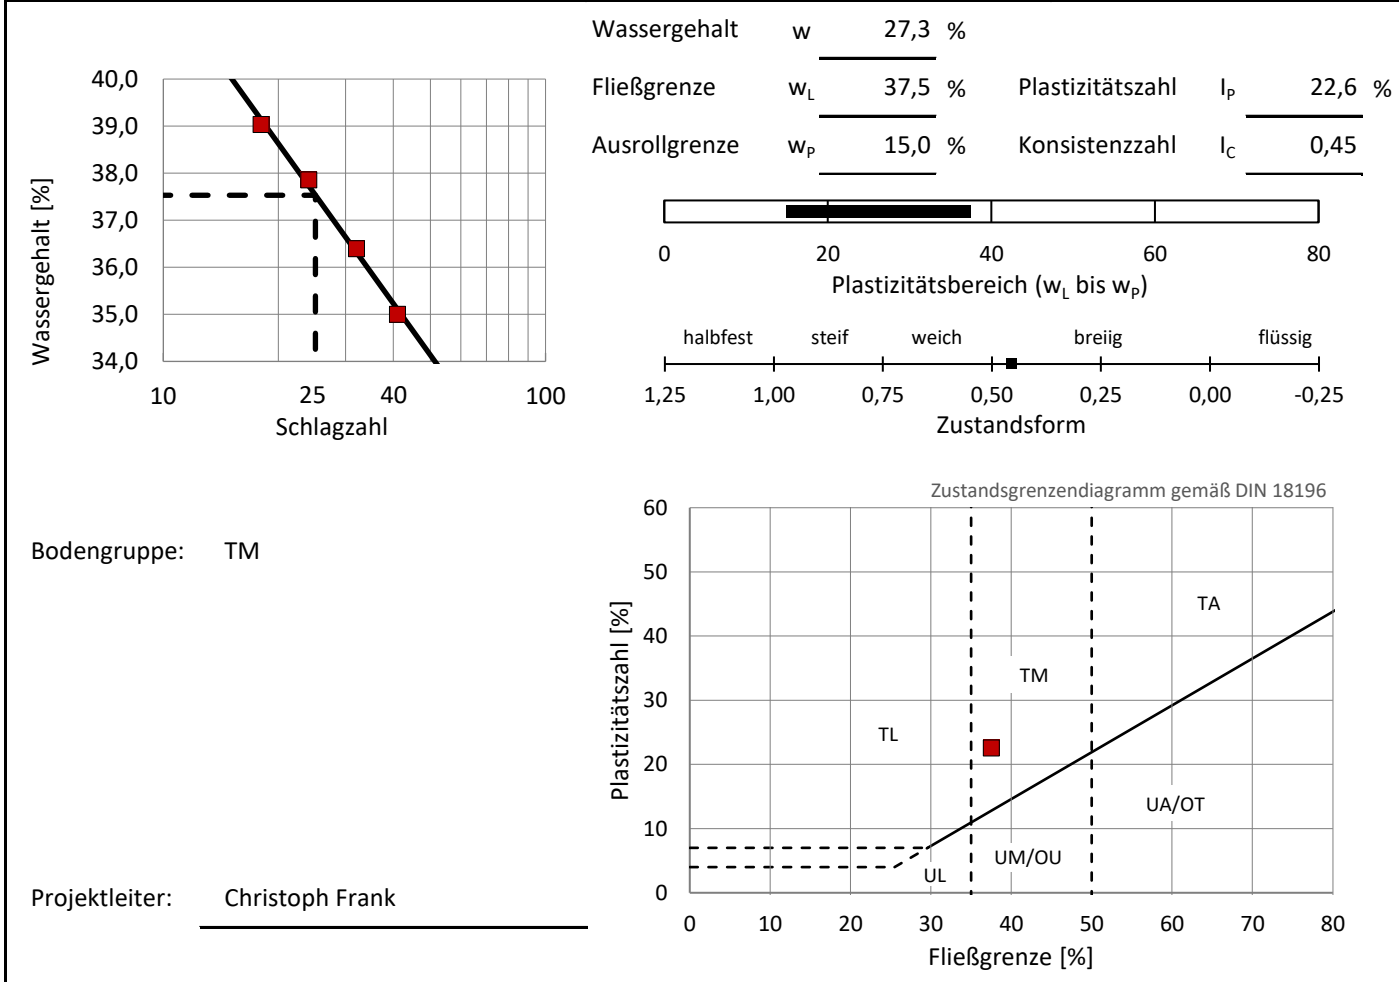 Wassergehalt w 27,3 %
Fließgrenze wL 37,5 % Plastizitätszahl IP 22,6 %
Ausrollgrenze wP 15,0 % Konsistenzzahl IC 0,45
40,0
39,0
38,0
37,0
36,0
35,0
34,0
Wassergehalt [%]
10 25 40 100
Schlagzahl
0 20 40 60 80
Plastizitätsbereich (wL bis wP)
halbfest steif weich breiig flüssig
1,25 1,00 0,75 0,50 0,25 0,00 -0,25
Zustandsform
Bodengruppe: TM
Projektleiter: Christoph Frank
Zustandsgrenzendiagramm gemäß DIN 18196
60
50
40
30
20
10
0
Plastizitätszahl [%]
TA
TM
TL
UA/OT
UM/OU
UL
0 10 20 30 40 50 60 70 80
Fließgrenze [%]